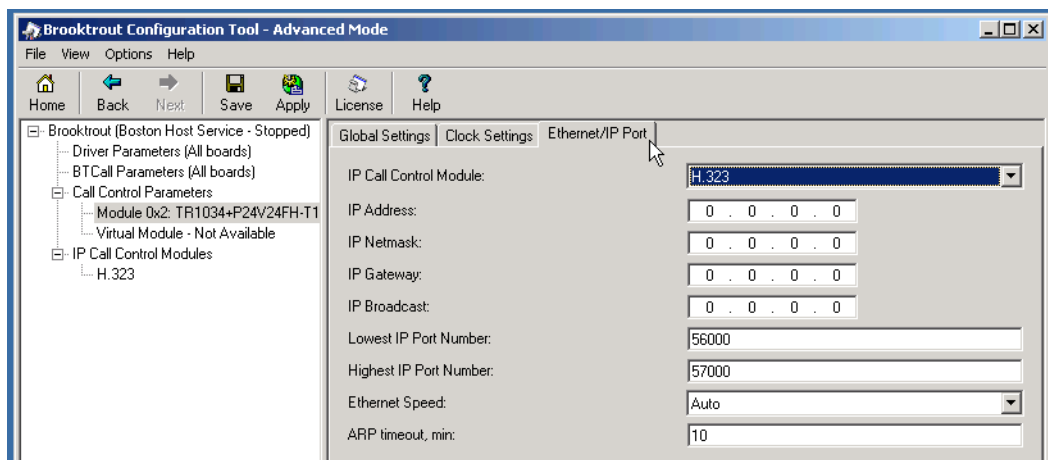 Brooktrout Configuration Tool - Advanced Mode
File View Options Help
Home Back Next Save Apply License Help
Brooktrout (Boston Host Service - Stopped)
Driver Parameters (All boards)
BTCall Parameters (All boards)
Call Control Parameters
Module 0x2: TR1034+P24V24FH-T1
Virtual Module - Not Available
IP Call Control Modules
H.323
Global Settings Clock Settings Ethernet/IP Port
IP Call Control Module: H.323
IP Address: 0 . 0 . 0 . 0
IP Netmask: 0 . 0 . 0 . 0
IP Gateway: 0 . 0 . 0 . 0
IP Broadcast: 0 . 0 . 0 . 0
Lowest IP Port Number: 56000
Highest IP Port Number: 57000
Ethernet Speed: Auto
ARP timeout, min: 10